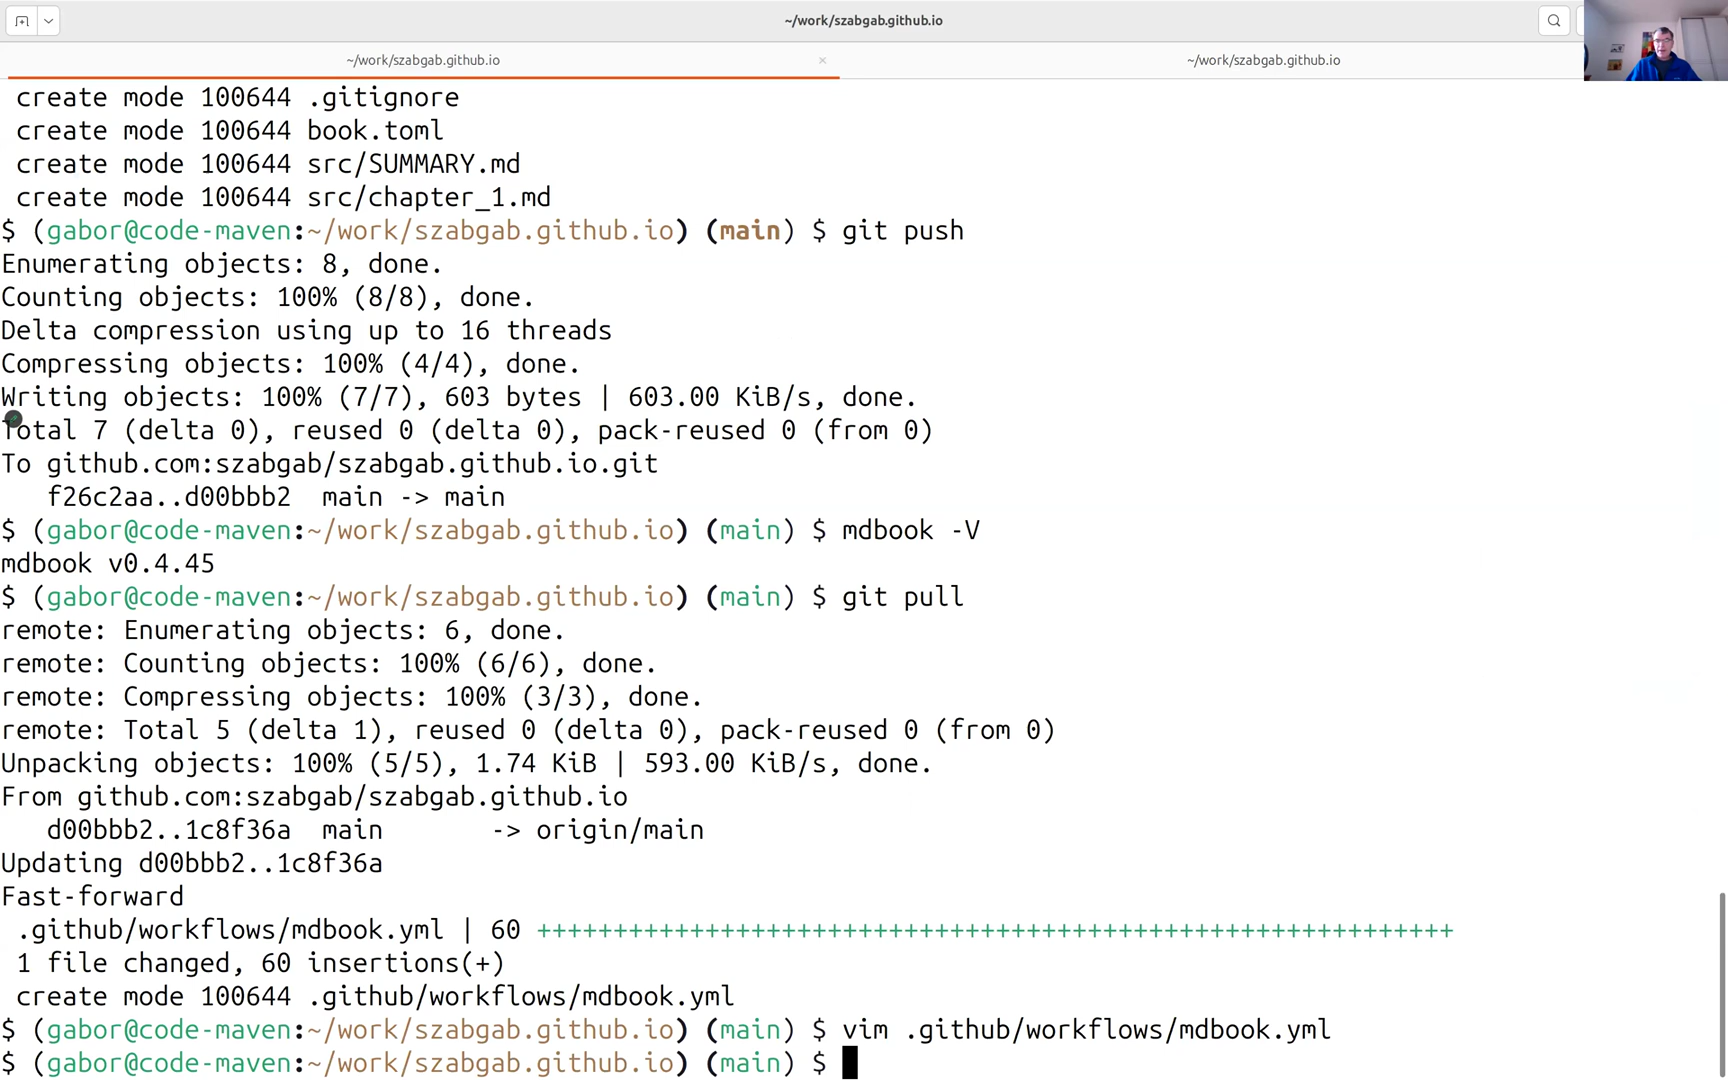 ~/work/szabgab.github.io
~/work/szabgab.github.io
~/work/szabgab.github.io
create mode 100644 .gitignore
create mode 100644 book.toml
create mode 100644 src/SUMMARY.md
create mode 100644 src/chapter_1.md
$ (gabor@code-maven:~/work/szabgab.github.io) (main) $ git push
Enumerating objects: 8, done.
Counting objects: 100% (8/8), done.
Delta compression using up to 16 threads
Compressing objects: 100% (4/4), done.
Writing objects: 100% (7/7), 603 bytes | 603.00 KiB/s, done.
Total 7 (delta 0), reused 0 (delta 0), pack-reused 0 (from 0)
To github.com:szabgab/szabgab.github.io.git
f26c2aa..d00bbb2  main -> main
$ (gabor@code-maven:~/work/szabgab.github.io) (main) $ mdbook -V
mdbook v0.4.45
$ (gabor@code-maven:~/work/szabgab.github.io) (main) $ git pull
remote: Enumerating objects: 6, done.
remote: Counting objects: 100% (6/6), done.
remote: Compressing objects: 100% (3/3), done.
remote: Total 5 (delta 1), reused 0 (delta 0), pack-reused 0 (from 0)
Unpacking objects: 100% (5/5), 1.74 KiB | 593.00 KiB/s, done.
From github.com:szabgab/szabgab.github.io
d00bbb2..1c8f36a  main       -> origin/main
Updating d00bbb2..1c8f36a
Fast-forward
.github/workflows/mdbook.yml | 60 ++++++++++++++++++++++++++++++++++++++++++++++++++++++++++++
1 file changed, 60 insertions(+)
create mode 100644 .github/workflows/mdbook.yml
$ (gabor@code-maven:~/work/szabgab.github.io) (main) $ vim .github/workflows/mdbook.yml
$ (gabor@code-maven:~/work/szabgab.github.io) (main) $